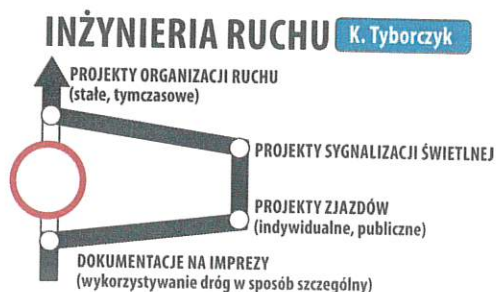 INŻYNIERIA RUCHU K. Tyborczyk
PROJEKTY ORGANIZACJI RUCHU
(stałe, tymczasowe)
PROJEKTY SYGNALIZACJI ŚWIETLNEJ
PROJEKTY ZJAZDÓW
(indywidualne, publiczne)
DOKUMENTACJE NA IMPREZY
(wykorzystywanie dróg w sposób szczególny)